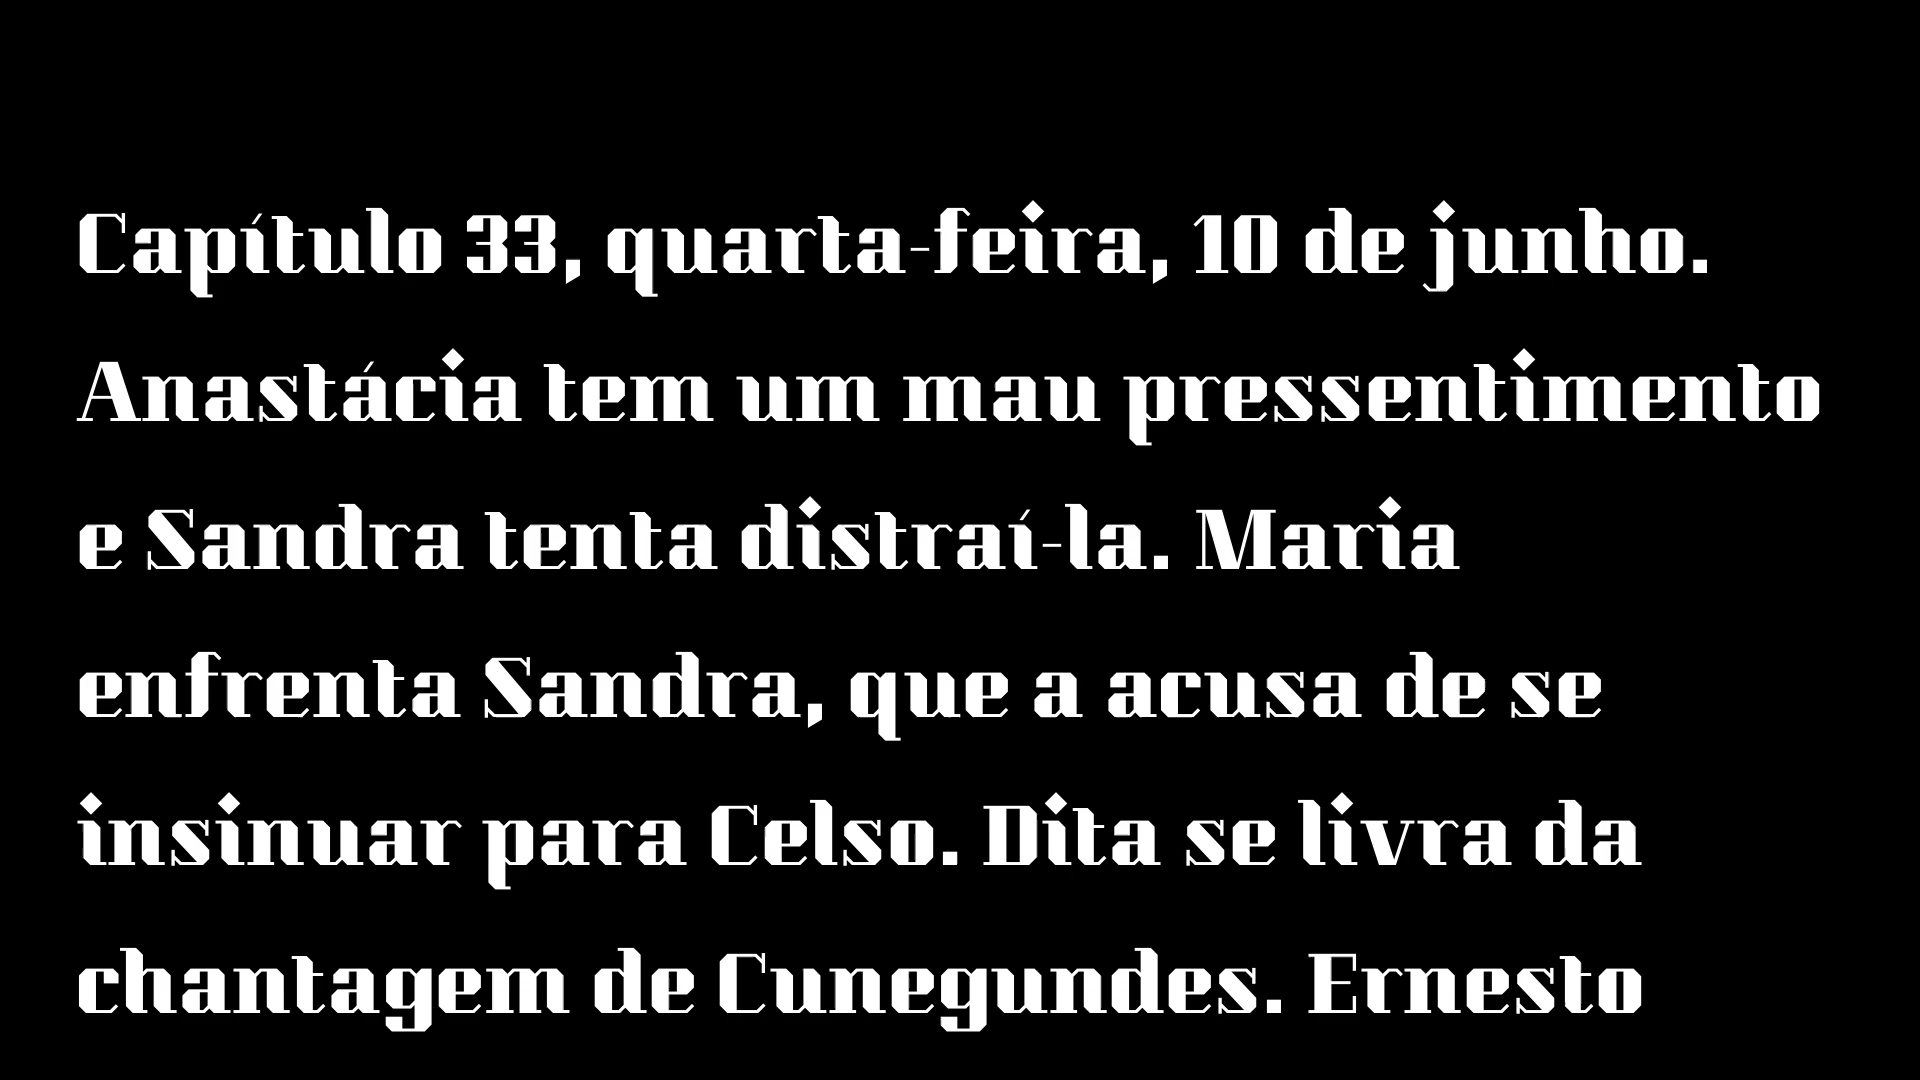 Capítulo 33, quarta-feira, 10 de junho.
Anastácia tem um mau pressentimento
e Sandra tenta distraí-la. Maria
enfrenta Sandra, que a acusa de se
insinuar para Celso. Dita se livra da
chantagem de Cunegundes. Ernesto